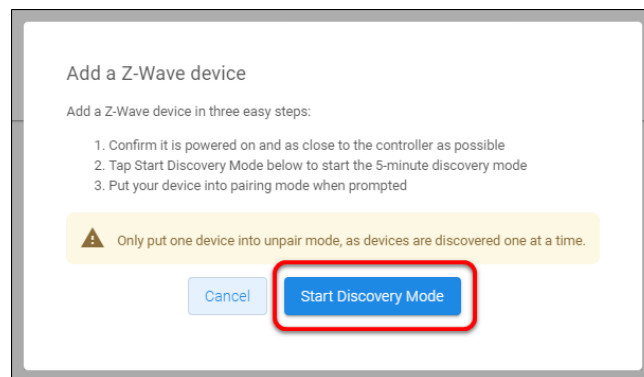 Add a Z-Wave device
Add a Z-Wave device in three easy steps:
1. Confirm it is powered on and as close to the controller as possible
2. Tap Start Discovery Mode below to start the 5-minute discovery mode
3. Put your device into pairing mode when prompted
Only put one device into unpair mode, as devices are discovered one at a time.
Cancel Start Discovery Mode